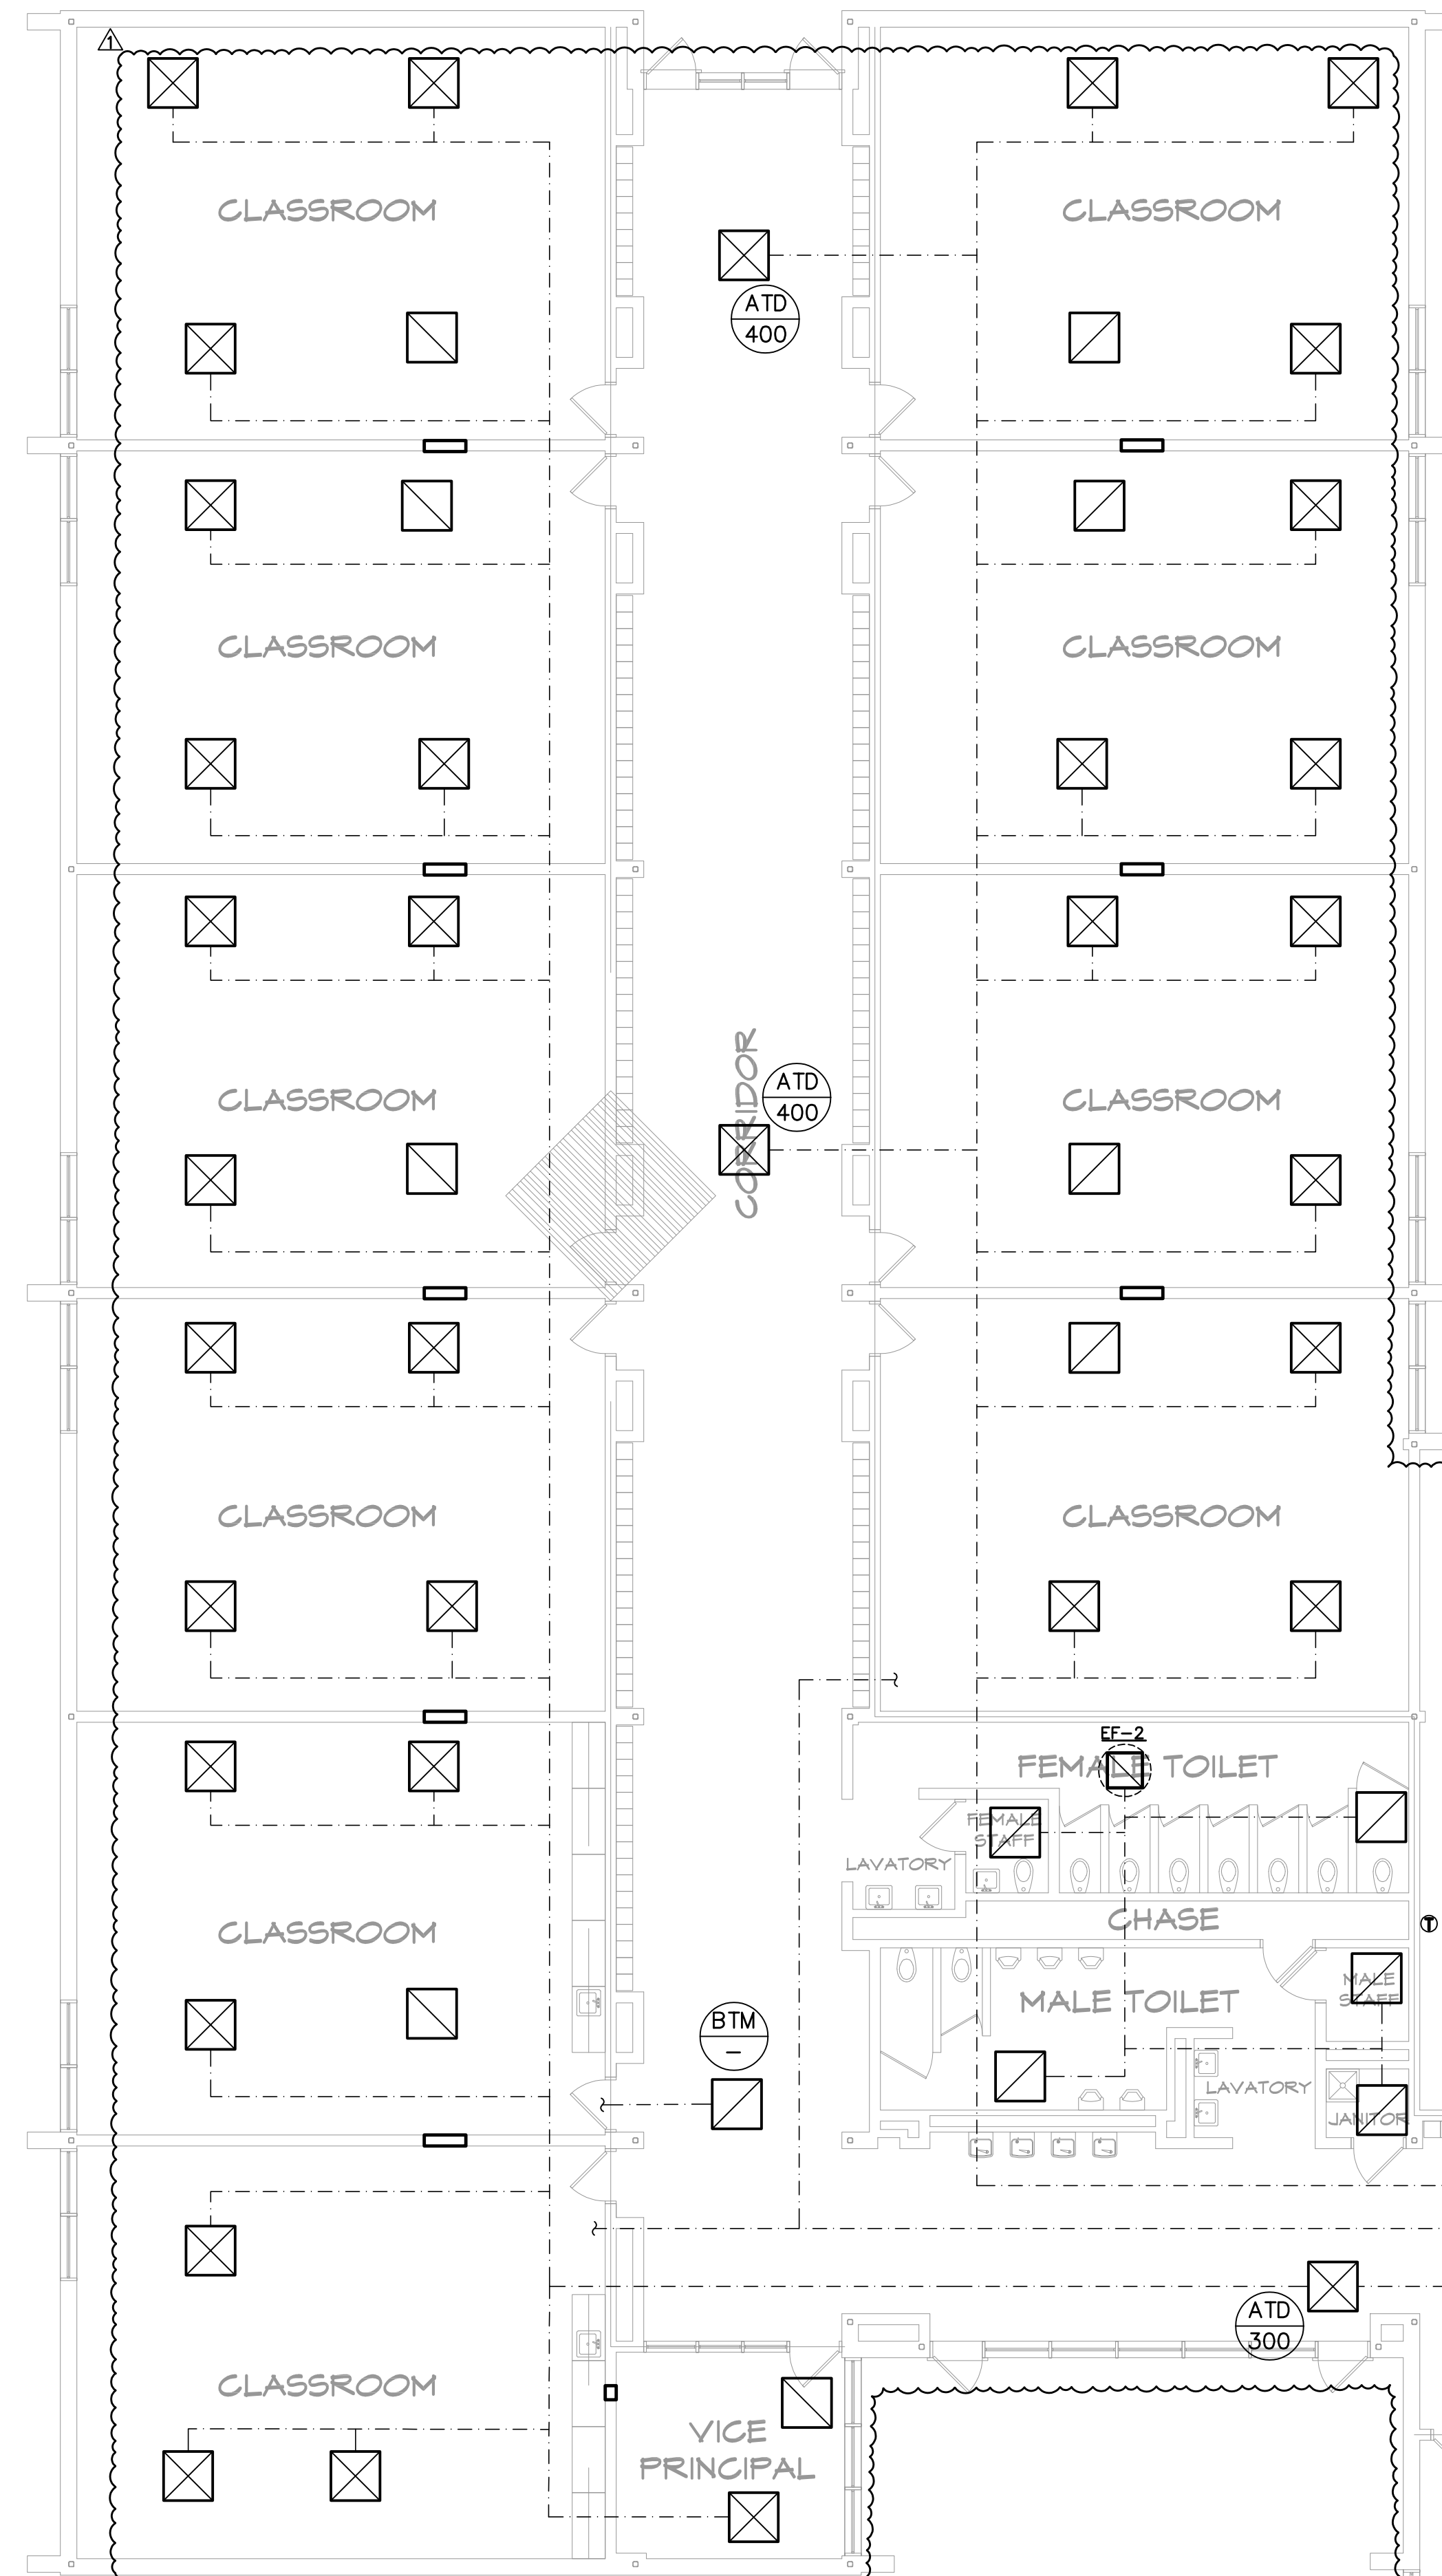 1
CLASSROOM
CLASSROOM
ATD
400
CLASSROOM
CLASSROOM
CORRIDOR
ATD
400
CLASSROOM
CLASSROOM
CLASSROOM
CLASSROOM
EF-2
FEMALE TOILET
FEMALE
STAFF
LAVATORY
CHASE
T
CLASSROOM
MALE TOILET
MALE
STAFF
BTM
-
LAVATORY
JANITOR
ATD
300
CLASSROOM
VICE
PRINCIPAL